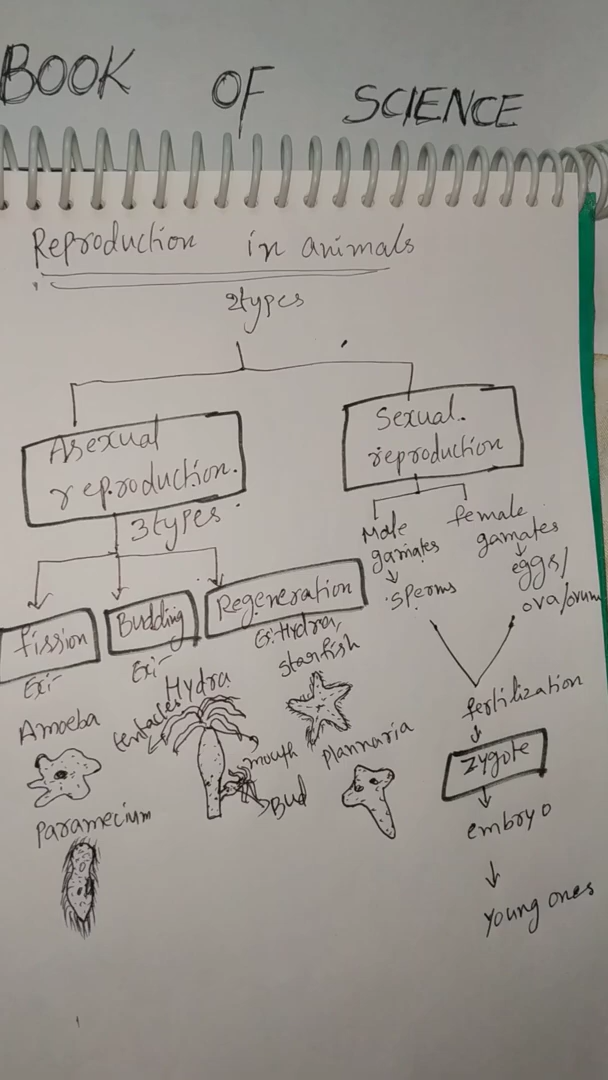 BOOK OF SCIENCE
Reproduction in animals
2types
Asexual
reproduction.
3types.
Sexual.
reproduction
Male
gamates
sperms
female
gamates
eggs/
ova/ovum
fission
Ex:-
Amoeba
Paramecium
Budding
Ex:-
Hydra
tentacles
mouth
Bud
Regeneration
Ex:Hydra,
starfish
Plannaria
fertilization
Zygote
embryo
young ones